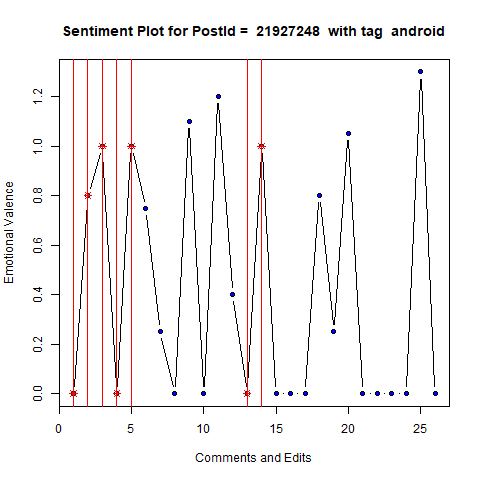 Sentiment Plot for PostId =  21927248  with tag  android
Emotional Valence
0.0 0.2 0.4 0.6 0.8 1.0 1.2
0 5 10 15 20 25
Comments and Edits